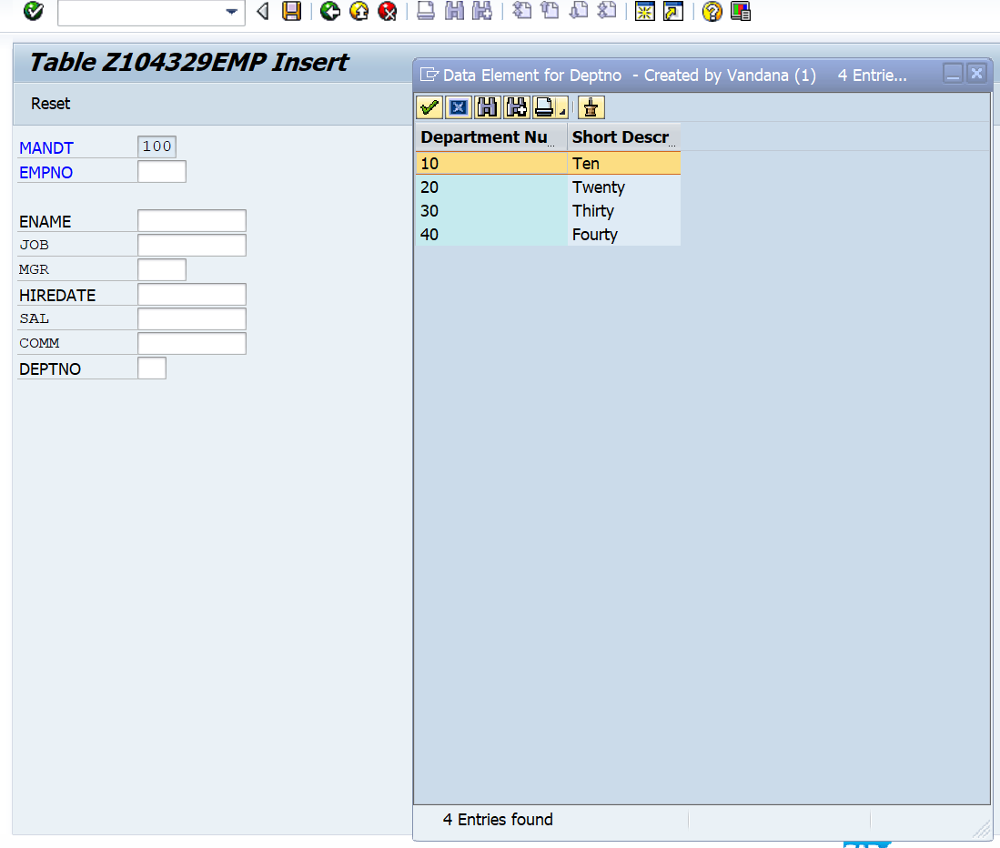 Table Z104329EMP Insert
Reset
MANDT 100
EMPNO
ENAME
JOB
MGR
HIREDATE
SAL
COMM
DEPTNO
Data Element for Deptno - Created by Vandana (1) 4 Entrie...
Department Nu... Short Descr...
10 Ten
20 Twenty
30 Thirty
40 Fourty
4 Entries found
SAP